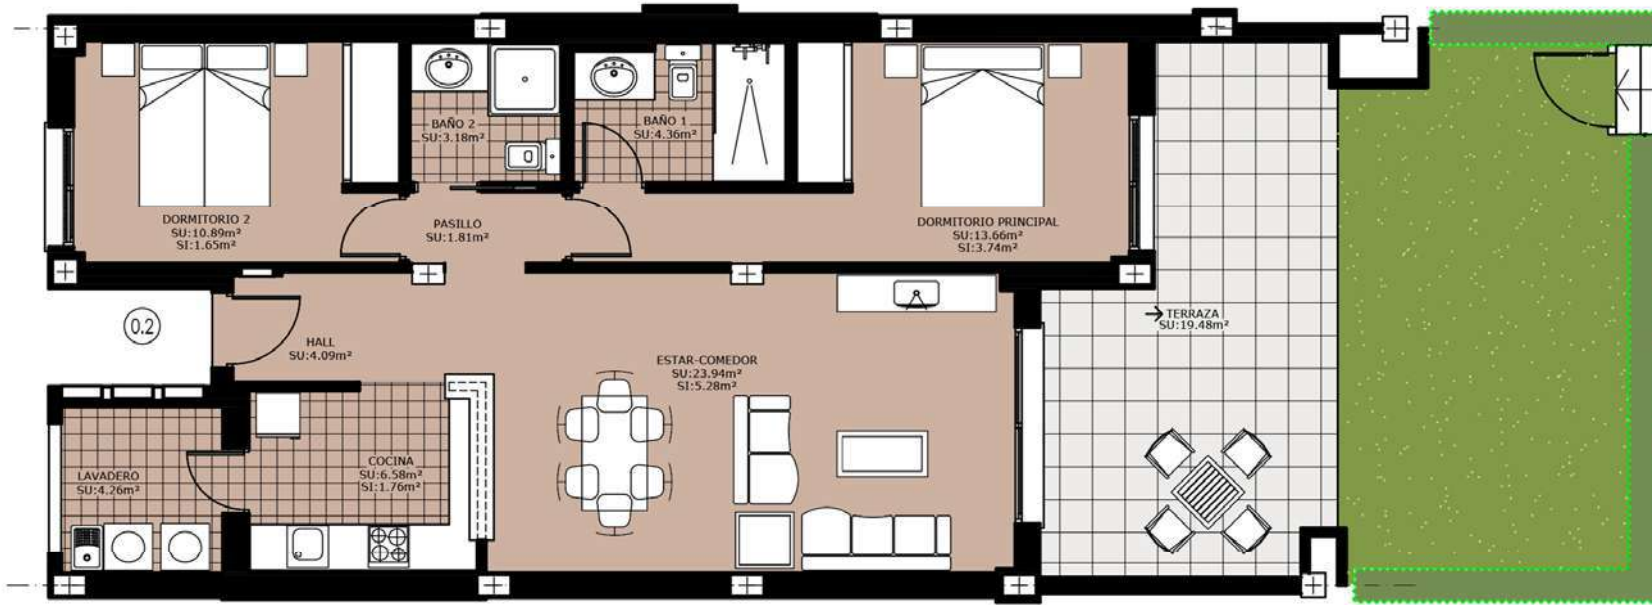 BAÑO 2
SU:3.18m²
BAÑO 1
SU:4.36m²
DORMITORIO 2
SU:10.89m²
SI:1.65m²
PASILLO
SU:1.81m²
DORMITORIO PRINCIPAL
SU:13.66m²
SI:3.74m²
0.2
HALL
SU:4.09m²
TERRAZA
SU:19.48m²
ESTAR-COMEDOR
SU:23.94m²
SI:5.28m²
LAVADERO
SU:4.26m²
COCINA
SU:6.58m²
SI:1.76m²